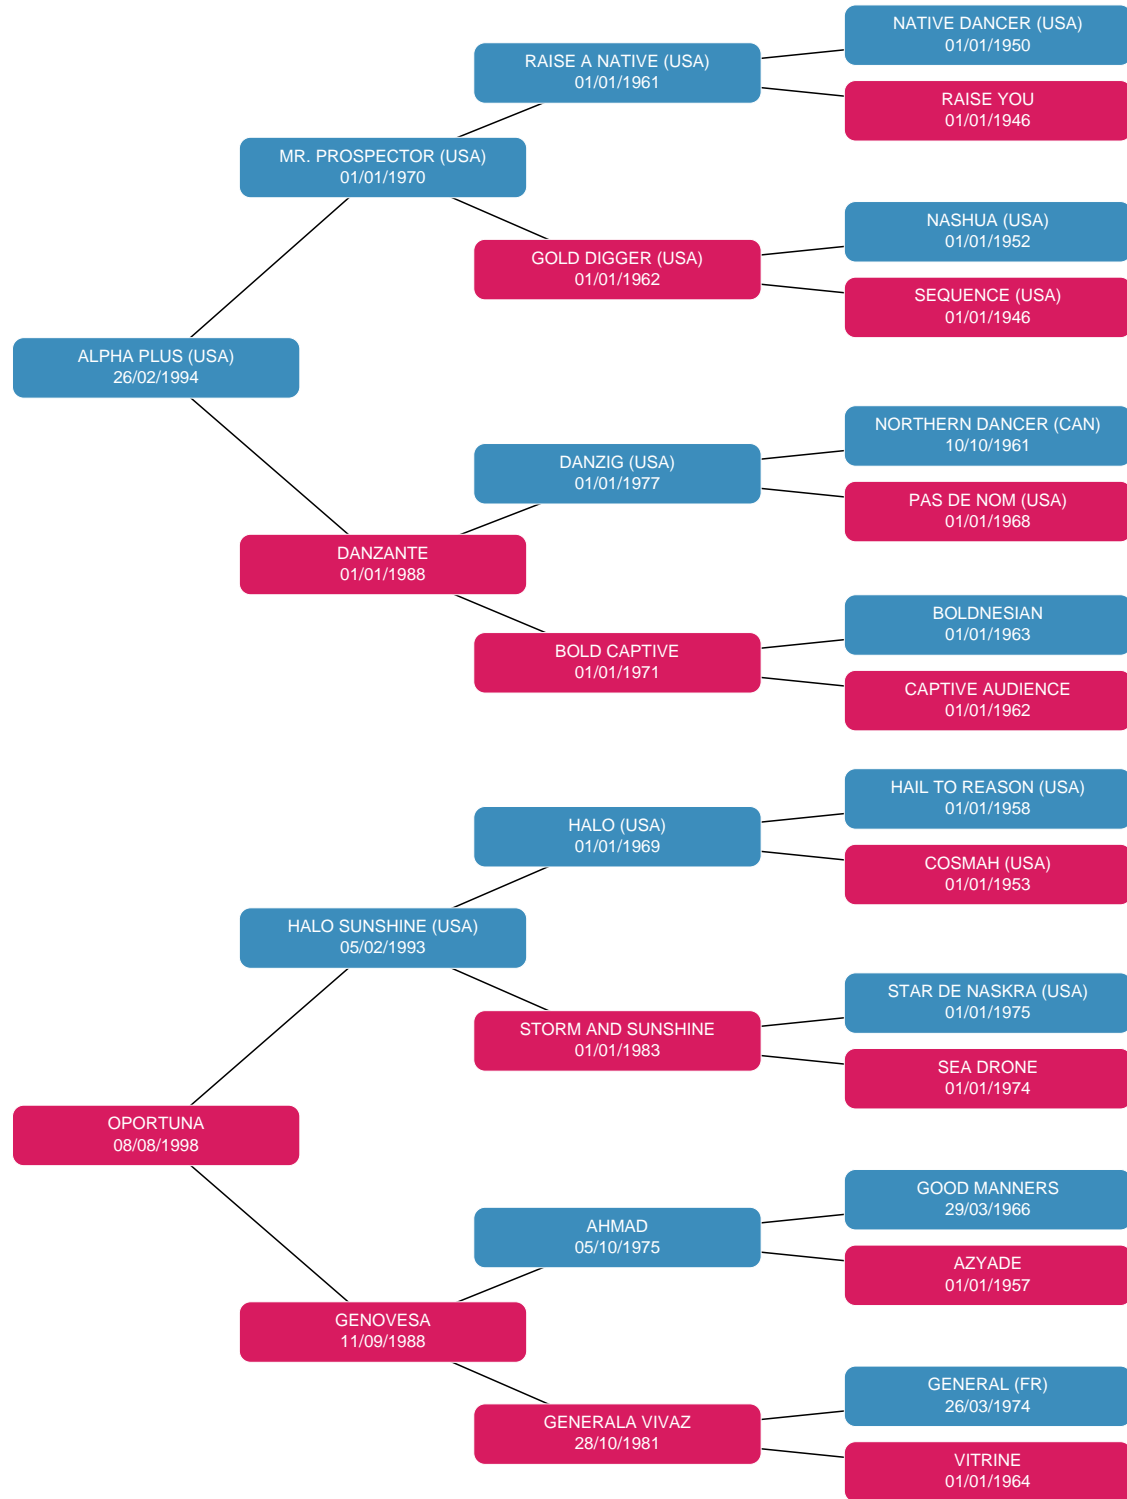 NATIVE DANCER (USA)
01/01/1950
RAISE A NATIVE (USA)
01/01/1961
RAISE YOU
01/01/1946
MR. PROSPECTOR (USA)
01/01/1970
NASHUA (USA)
01/01/1952
GOLD DIGGER (USA)
01/01/1962
SEQUENCE (USA)
01/01/1946
ALPHA PLUS (USA)
26/02/1994
NORTHERN DANCER (CAN)
10/10/1961
DANZIG (USA)
01/01/1977
PAS DE NOM (USA)
01/01/1968
DANZANTE
01/01/1988
BOLDNESIAN
01/01/1963
BOLD CAPTIVE
01/01/1971
CAPTIVE AUDIENCE
01/01/1962
HAIL TO REASON (USA)
01/01/1958
HALO (USA)
01/01/1969
COSMAH (USA)
01/01/1953
HALO SUNSHINE (USA)
05/02/1993
STAR DE NASKRA (USA)
01/01/1975
STORM AND SUNSHINE
01/01/1983
SEA DRONE
01/01/1974
OPORTUNA
08/08/1998
GOOD MANNERS
29/03/1966
AHMAD
05/10/1975
AZYADE
01/01/1957
GENOVESA
11/09/1988
GENERAL (FR)
26/03/1974
GENERALA VIVAZ
28/10/1981
VITRINE
01/01/1964